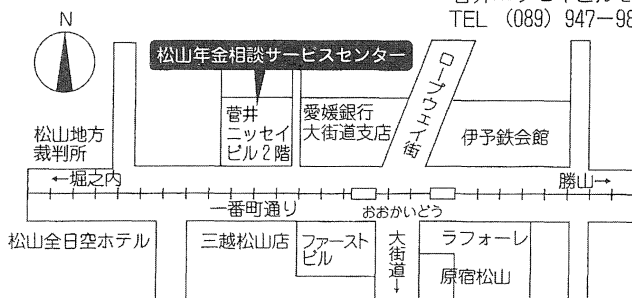 TEL (089) 947－98
N
松山年金相談サービスセンター
ロープウェイ街
菅井
ニッセイ
ビル2階
愛媛銀行
大街道支店
伊予鉄会館
松山地方
裁判所
←堀之内
勝山→
一番町通り
おおかいどう
松山全日空ホテル
三越松山店
ファースト
ビル
大街道↓
ラフォーレ
原宿松山